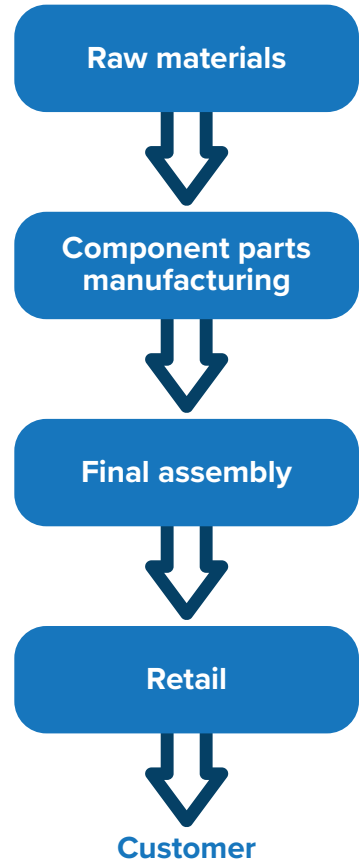 Raw materials
Component parts
manufacturing
Final assembly
Retail
Customer